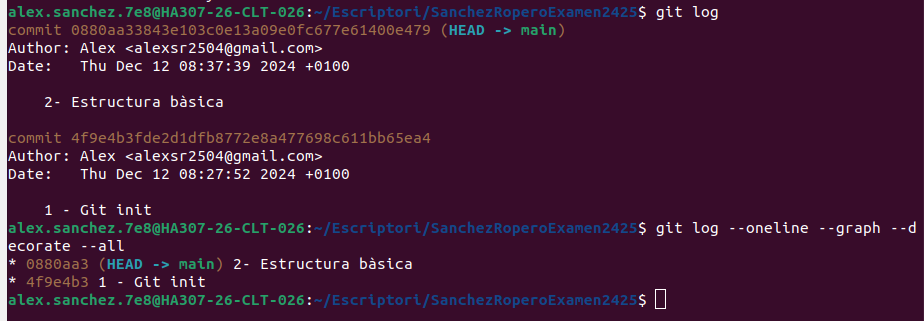 alex.sanchez.7e8@HA307-26-CLT-026:~/Escriptori/SanchezRoperoExamen2425$ git log
commit 0880aa33843e103c0e13a09e0fc677e61400e479 (HEAD -> main)
Author: Alex <alexsr2504@gmail.com>
Date:   Thu Dec 12 08:37:39 2024 +0100
    2- Estructura bàsica
commit 4f9e4b3fde2d1dfb8772e8a477698c611bb65ea4
Author: Alex <alexsr2504@gmail.com>
Date:   Thu Dec 12 08:27:52 2024 +0100
    1 - Git init
alex.sanchez.7e8@HA307-26-CLT-026:~/Escriptori/SanchezRoperoExamen2425$ git log --oneline --graph --d
ecorate --all
* 0880aa3 (HEAD -> main) 2- Estructura bàsica
* 4f9e4b3 1 - Git init
alex.sanchez.7e8@HA307-26-CLT-026:~/Escriptori/SanchezRoperoExamen2425$